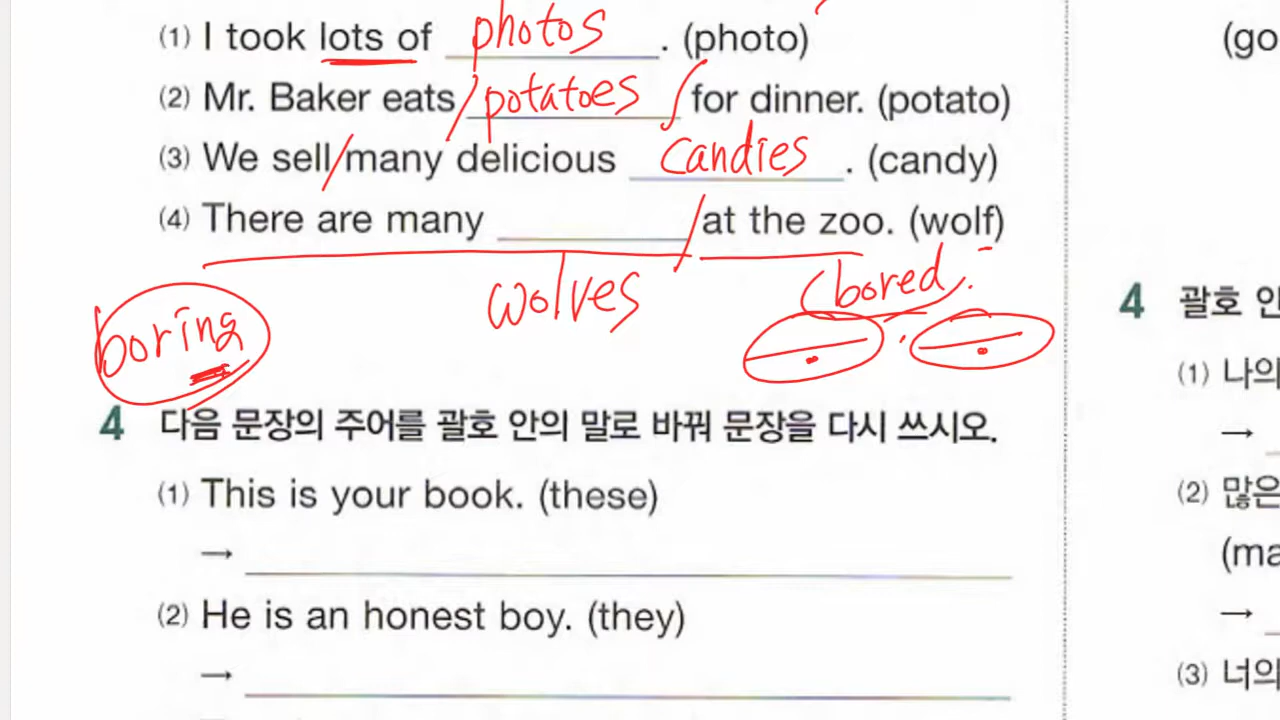 (1) I took lots of photos. (photo)
(2) Mr. Baker eats potatoes for dinner. (potato)
(3) We sell many delicious candies. (candy)
(4) There are many at the zoo. (wolf)
wolves
bored
boring
4 다음 문장의 주어를 괄호 안의 말로 바꿔 문장을 다시 쓰시오.
(1) This is your book. (these)
→
(2) He is an honest boy. (they)
→
(go
4 괄호 안
(1) 나의
→
(2) 많은
(ma
→
(3) 너의